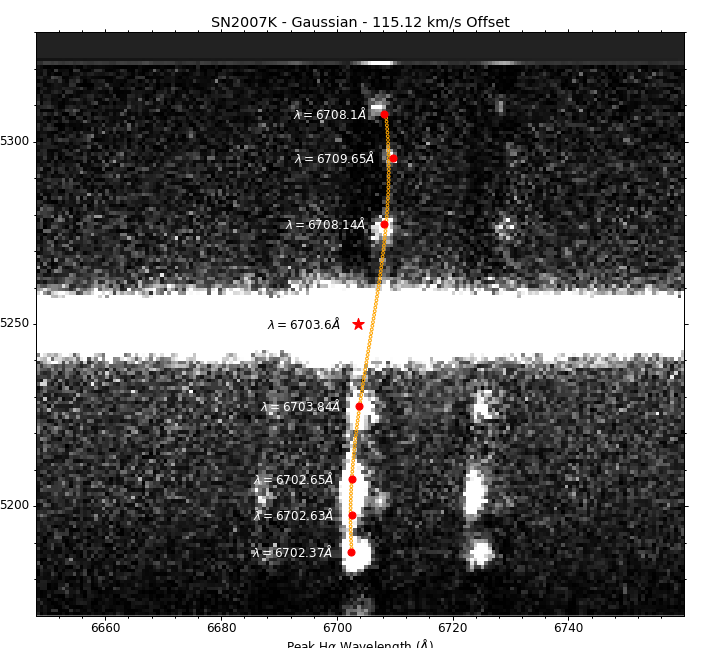 SN2007K - Gaussian - 115.12 km/s Offset
λ = 6708.1Å
5300
λ = 6709.65Å
λ = 6708.14Å
5250
λ = 6703.6Å
λ = 6703.84Å
λ = 6702.65Å
5200
λ = 6702.63Å
λ = 6702.37Å
6660 6680 6700 6720 6740
Peak Hα Wavelength (Å)